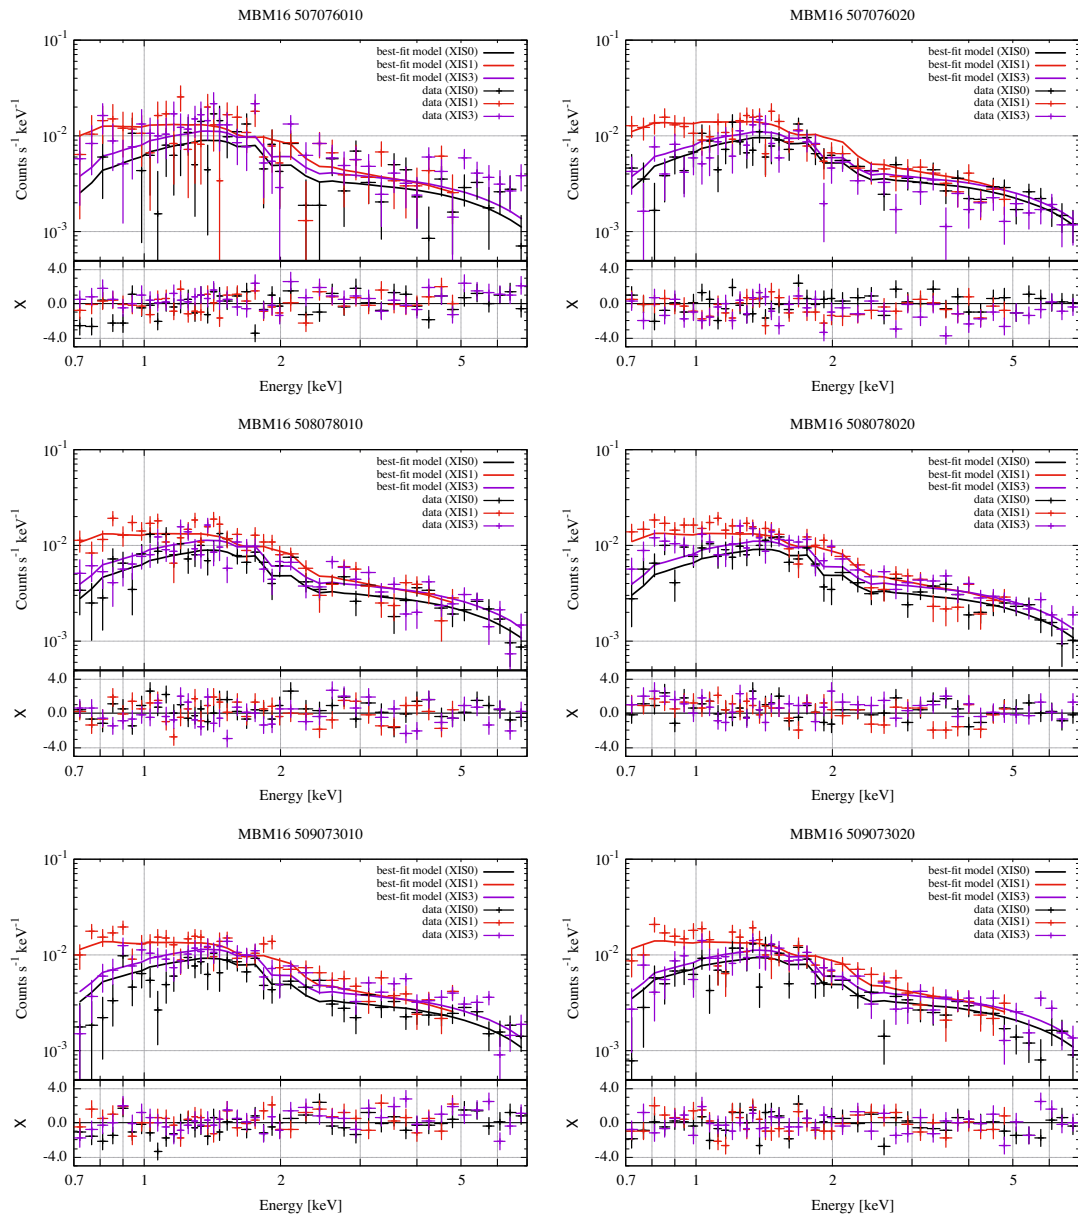 MBM16 507076010
10^-1
10^-2
10^-3
Counts s^-1 keV^-1
best-fit model (XIS0)
best-fit model (XIS1)
best-fit model (XIS3)
data (XIS0)
data (XIS1)
data (XIS3)
4.0
0.0
-4.0
χ
0.7 1 2 5
Energy [keV]
MBM16 507076020
10^-1
10^-2
10^-3
Counts s^-1 keV^-1
best-fit model (XIS0)
best-fit model (XIS1)
best-fit model (XIS3)
data (XIS0)
data (XIS1)
data (XIS3)
4.0
0.0
-4.0
χ
0.7 1 2 5
Energy [keV]
MBM16 508078010
10^-1
10^-2
10^-3
Counts s^-1 keV^-1
best-fit model (XIS0)
best-fit model (XIS1)
best-fit model (XIS3)
data (XIS0)
data (XIS1)
data (XIS3)
4.0
0.0
-4.0
χ
0.7 1 2 5
Energy [keV]
MBM16 508078020
10^-1
10^-2
10^-3
Counts s^-1 keV^-1
best-fit model (XIS0)
best-fit model (XIS1)
best-fit model (XIS3)
data (XIS0)
data (XIS1)
data (XIS3)
4.0
0.0
-4.0
χ
0.7 1 2 5
Energy [keV]
MBM16 509073010
10^-1
10^-2
10^-3
Counts s^-1 keV^-1
best-fit model (XIS0)
best-fit model (XIS1)
best-fit model (XIS3)
data (XIS0)
data (XIS1)
data (XIS3)
4.0
0.0
-4.0
χ
0.7 1 2 5
Energy [keV]
MBM16 509073020
10^-1
10^-2
10^-3
Counts s^-1 keV^-1
best-fit model (XIS0)
best-fit model (XIS1)
best-fit model (XIS3)
data (XIS0)
data (XIS1)
data (XIS3)
4.0
0.0
-4.0
χ
0.7 1 2 5
Energy [keV]